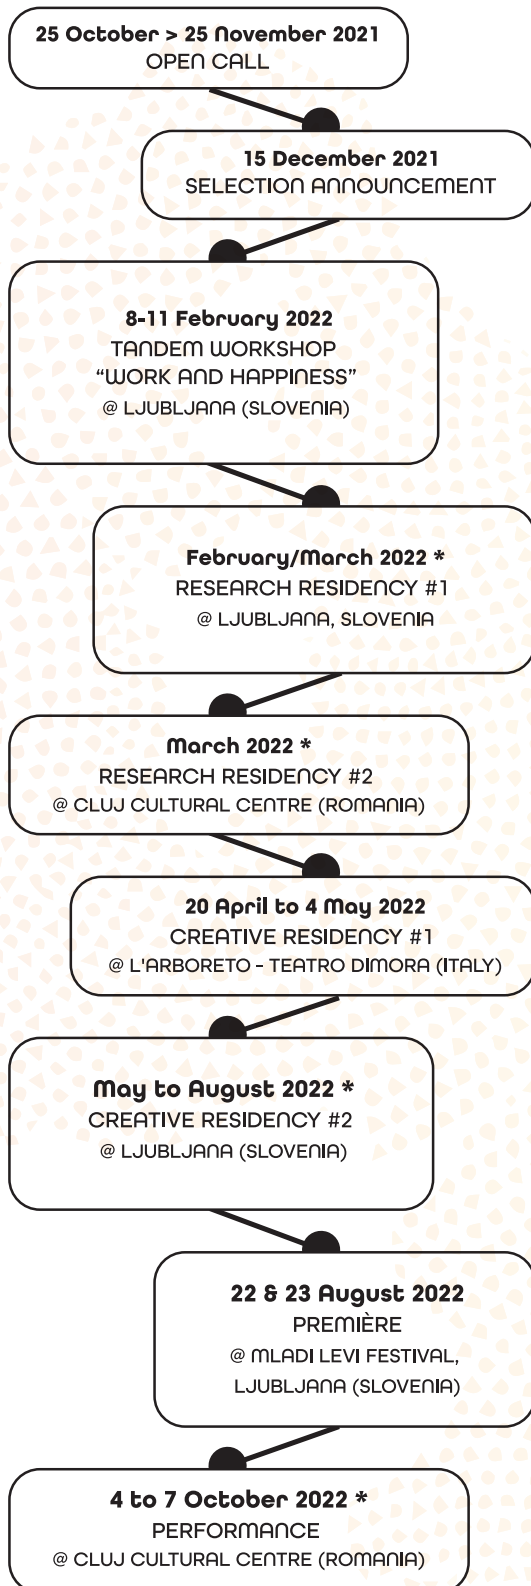 25 October > 25 November 2021
OPEN CALL
15 December 2021
SELECTION ANNOUNCEMENT
8-11 February 2022
TANDEM WORKSHOP
“WORK AND HAPPINESS”
@ LJUBLJANA (SLOVENIA)
February/March 2022 *
RESEARCH RESIDENCY #1
@ LJUBLJANA, SLOVENIA
March 2022 *
RESEARCH RESIDENCY #2
@ CLUJ CULTURAL CENTRE (ROMANIA)
20 April to 4 May 2022
CREATIVE RESIDENCY #1
@ L'ARBORETO - TEATRO DIMORA (ITALY)
May to August 2022 *
CREATIVE RESIDENCY #2
@ LJUBLJANA (SLOVENIA)
22 & 23 August 2022
PREMIÈRE
@ MLADI LEVI FESTIVAL,
LJUBLJANA (SLOVENIA)
4 to 7 October 2022 *
PERFORMANCE
@ CLUJ CULTURAL CENTRE (ROMANIA)